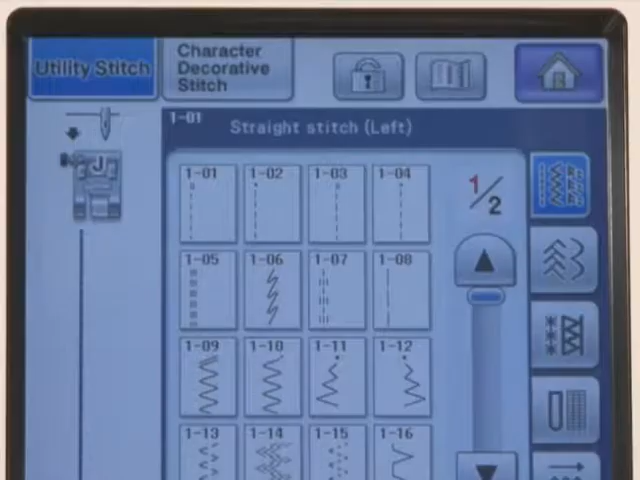 Utility Stitch
Character
Decorative
Stitch
1-01
Straight stitch (Left)
J
1-01 1-02 1-03 1-04
1/2
1-05 1-06 1-07 1-08
1-09 1-10 1-11 1-12
1-13 1-14 1-15 1-16